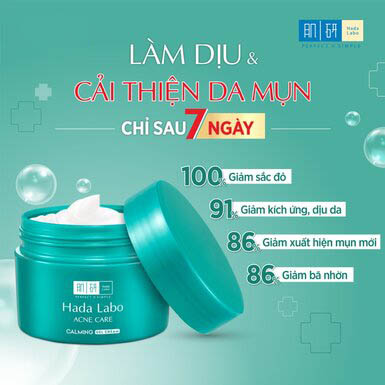 肌研
Hada
Labo
PERFECT × SIMPLE
LÀM DỊU &
CẢI THIỆN DA MỤN
CHỈ SAU 7 NGÀY
100% Giảm sắc đỏ
91% Giảm kích ứng, dịu da
86% Giảm xuất hiện mụn mới
86% Giảm bã nhờn
肌研
Hada Labo
ACNE CARE
CALMING GEL CREAM